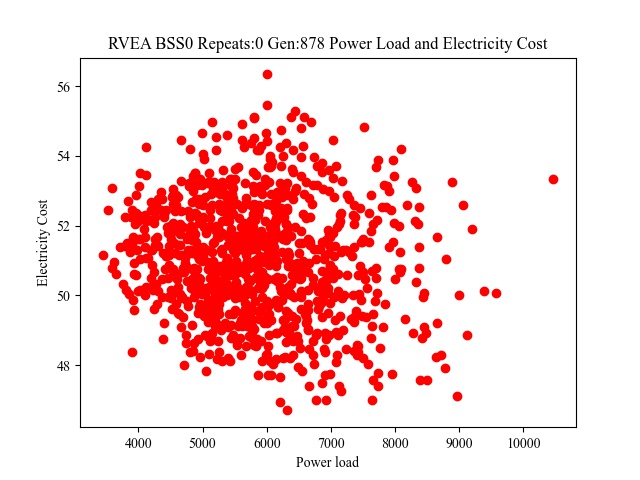 RVEA BSS0 Repeats:0 Gen:878 Power Load and Electricity Cost
56
54
52
50
48
Electricity Cost
4000 5000 6000 7000 8000 9000 10000
Power load